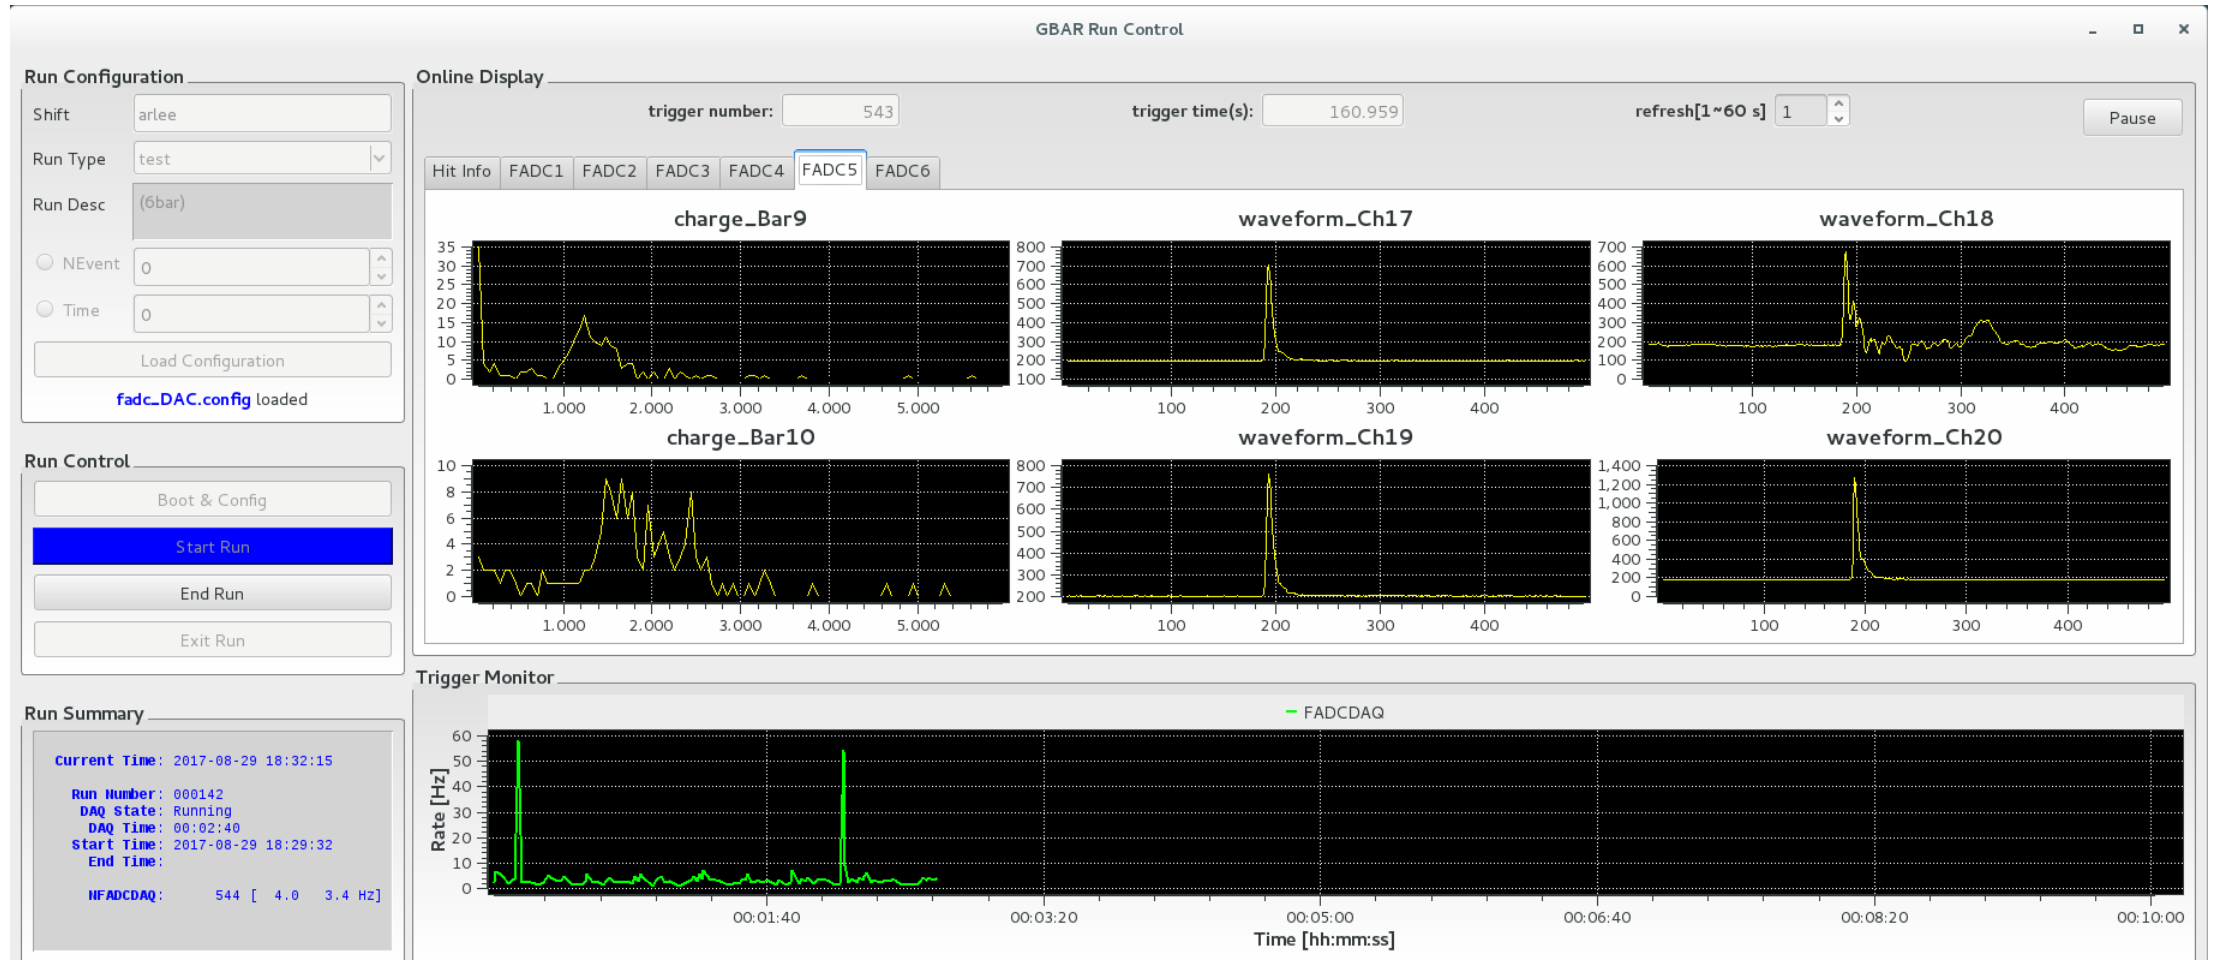 GBAR Run Control
Run Configuration
Shift arlee
Run Type test
Run Desc (6bar)
NEvent 0
Time 0
Load Configuration
fadc_DAC.config loaded
Run Control
Boot & Config
Start Run
End Run
Exit Run
Run Summary
Current Time: 2017-08-29 18:32:15
Run Number: 000142
DAQ State: Running
DAQ Time: 00:02:40
Start Time: 2017-08-29 18:29:32
End Time:
NFADCDAQ: 544 [ 4.0 3.4 Hz]
Online Display
trigger number: 543 trigger time(s): 160.959 refresh[1~60 s] 1 Pause
Hit Info FADC1 FADC2 FADC3 FADC4 FADC5 FADC6
charge_Bar9
35
30
25
20
15
10
5
0
1.000 2.000 3.000 4.000 5.000
waveform_Ch17
800
700
600
500
400
300
200
100
100 200 300 400
waveform_Ch18
700
600
500
400
300
200
100
0
100 200 300 400
charge_Bar10
10
8
6
4
2
0
1.000 2.000 3.000 4.000 5.000
waveform_Ch19
800
700
600
500
400
300
200
100 200 300 400
waveform_Ch20
1,400
1,200
1,000
800
600
400
200
0
100 200 300 400
Trigger Monitor
FADCDAQ
Rate [Hz]
60
50
40
30
20
10
0
00:01:40 00:03:20 00:05:00 00:06:40 00:08:20 00:10:00
Time [hh:mm:ss]